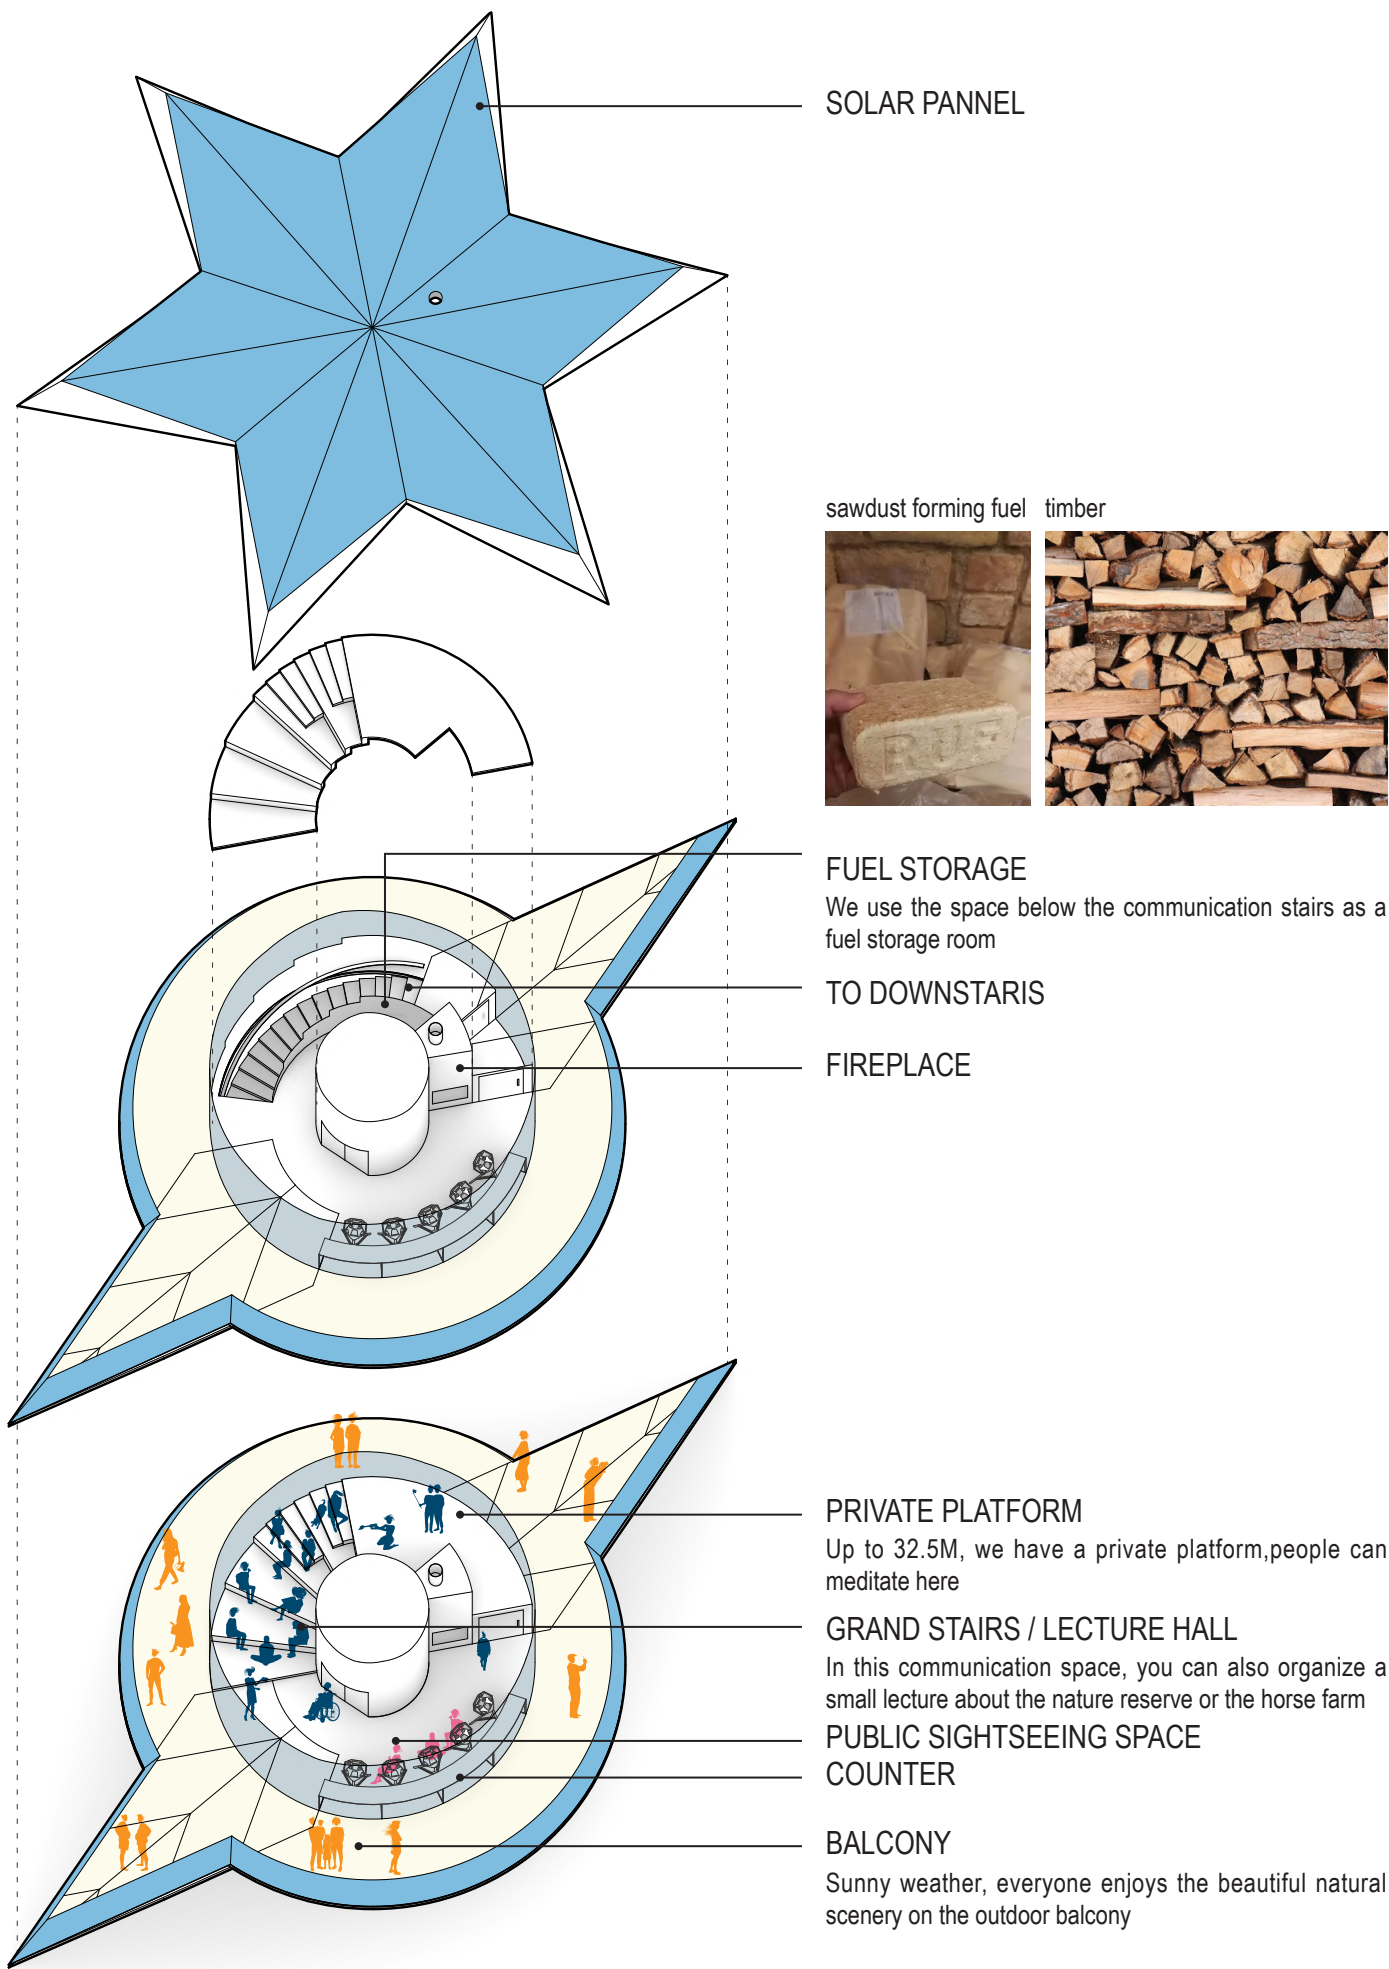 SOLAR PANNEL
sawdust forming fuel timber
RUF
FUEL STORAGE
We use the space below the communication stairs as a
fuel storage room
TO DOWNSTARIS
FIREPLACE
PRIVATE PLATFORM
Up to 32.5M, we have a private platform,people can
meditate here
GRAND STAIRS / LECTURE HALL
In this communication space, you can also organize a
small lecture about the nature reserve or the horse farm
PUBLIC SIGHTSEEING SPACE
COUNTER
BALCONY
Sunny weather, everyone enjoys the beautiful natural
scenery on the outdoor balcony